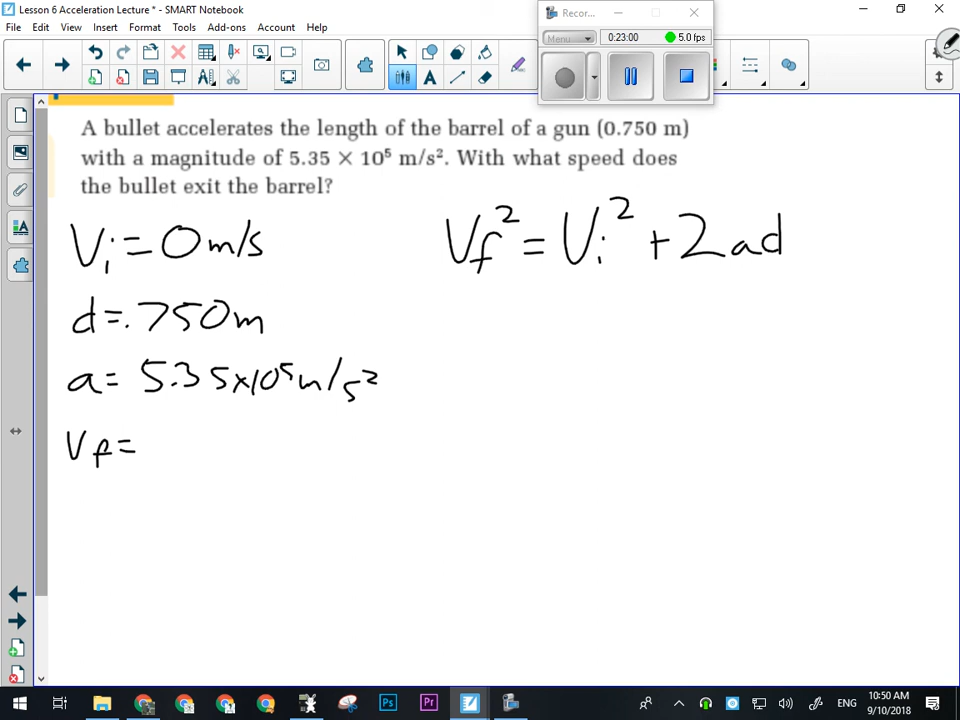 Lesson 6 Acceleration Lecture * - SMART Notebook
File Edit View Insert Format Tools Add-ons Account Help
Recor...
Menu
0:23:00
5.0 fps
A bullet accelerates the length of the barrel of a gun (0.750 m)
with a magnitude of 5.35 × 10⁵ m/s². With what speed does
the bullet exit the barrel?
Vi = 0 m/s
Vf² = Vi² + 2ad
d = .750 m
a = 5.35x10⁵ m/s²
Vf =
ENG
10:50 AM
9/10/2018